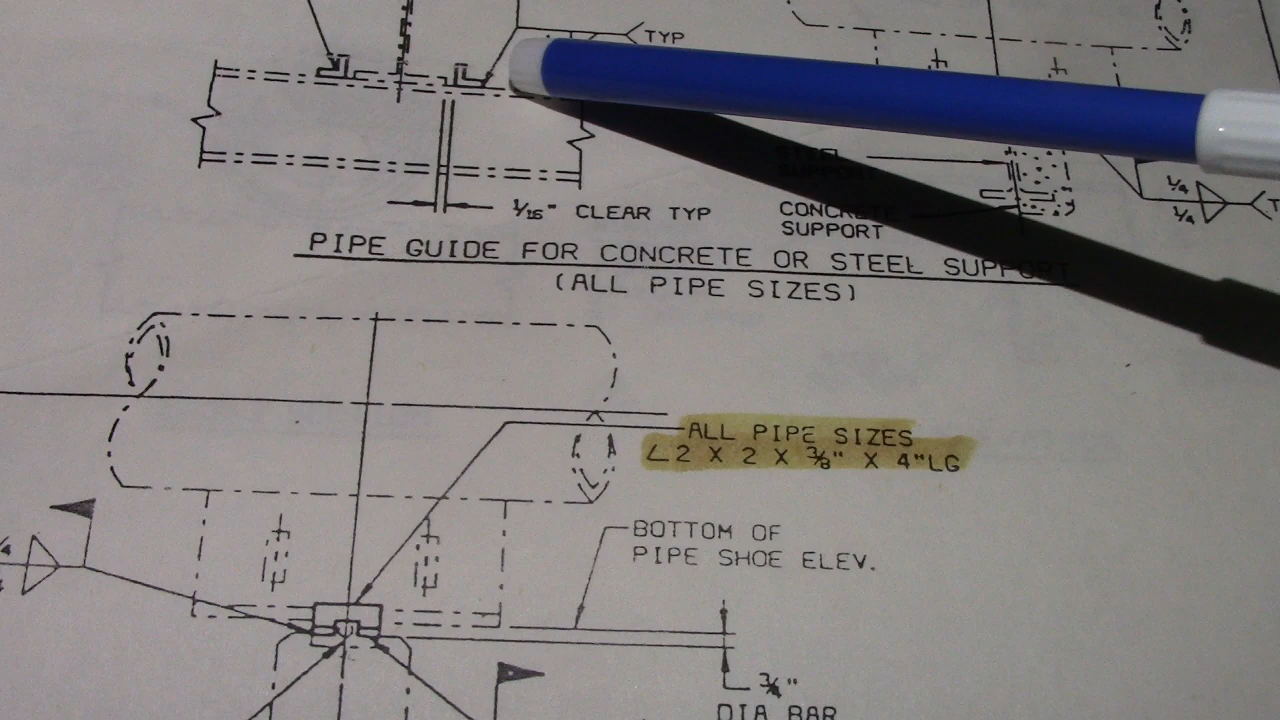 TYP
STEEL
SUPPORT
1/4
1/4
1/16" CLEAR TYP
CONCRETE
SUPPORT
PIPE GUIDE FOR CONCRETE OR STEEL SUPPORT
(ALL PIPE SIZES)
ALL PIPE SIZES
∠2 X 2 X 3/8" X 4"LG
BOTTOM OF
PIPE SHOE ELEV.
3/4"
DIA BAR